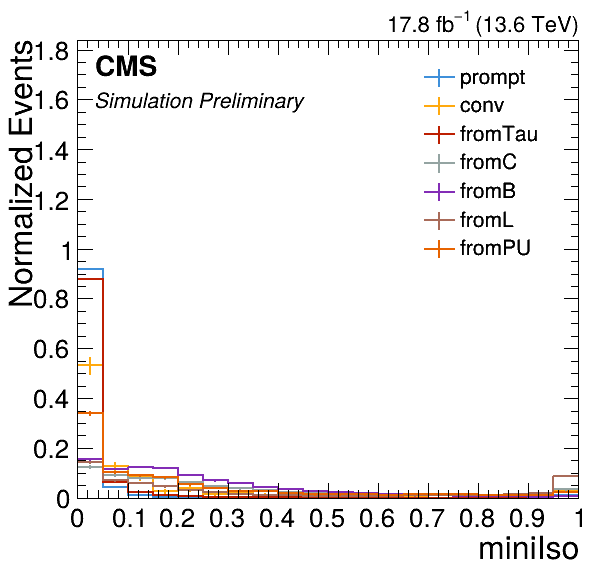 17.8 fb⁻¹ (13.6 TeV)
CMS
Simulation Preliminary
Normalized Events
prompt
conv
fromTau
fromC
fromB
fromL
fromPU
1.8
1.6
1.4
1.2
1
0.8
0.6
0.4
0.2
0
0 0.1 0.2 0.3 0.4 0.5 0.6 0.7 0.8 0.9 1
miniIso